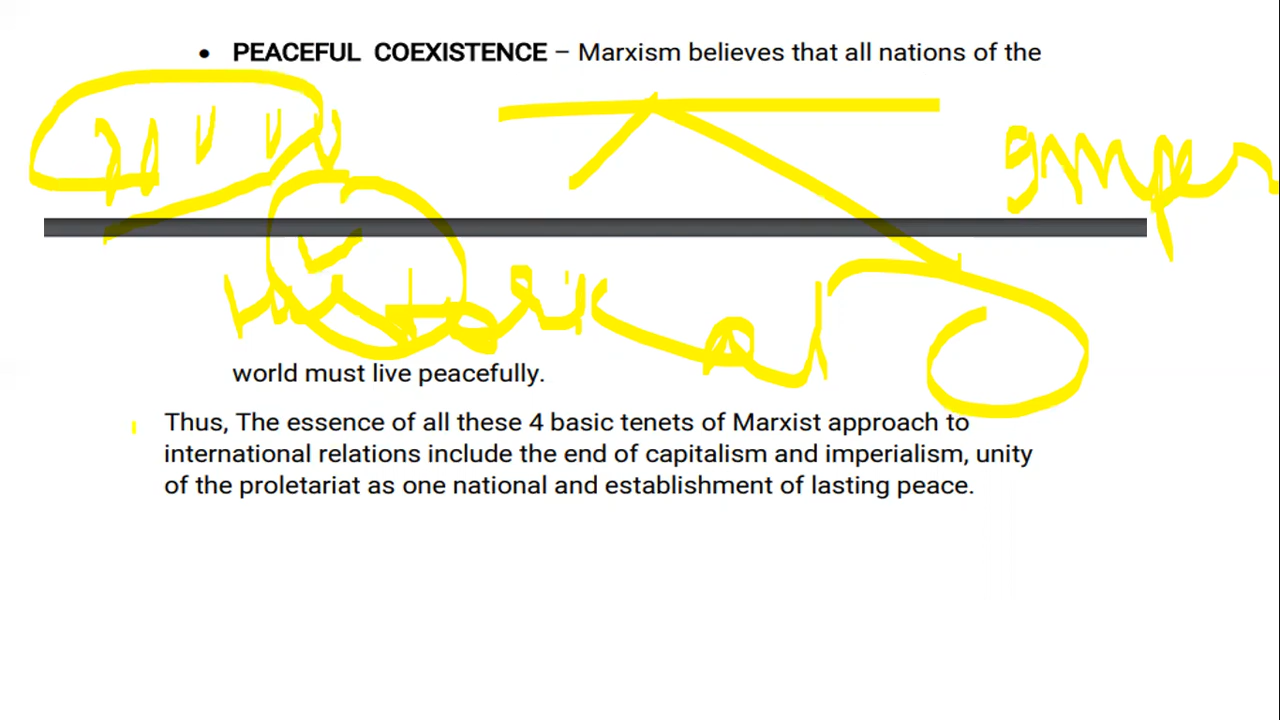 • PEACEFUL COEXISTENCE – Marxism believes that all nations of the
world must live peacefully.
Thus, The essence of all these 4 basic tenets of Marxist approach to
international relations include the end of capitalism and imperialism, unity
of the proletariat as one national and establishment of lasting peace.